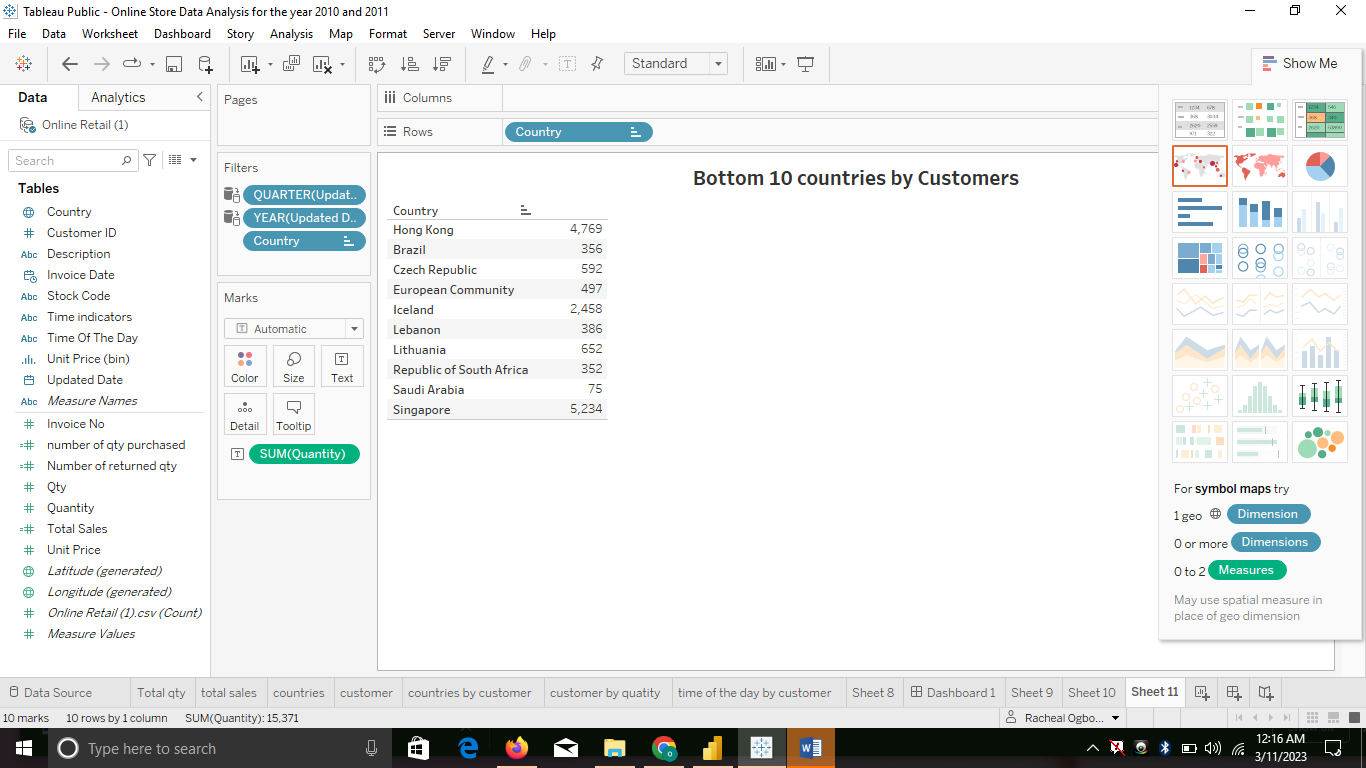 Tableau Public - Online Store Data Analysis for the year 2010 and 2011
File Data Worksheet Dashboard Story Analysis Map Format Server Window Help
Standard
Show Me
Data Analytics
Online Retail (1)
Search
Tables
Country
Customer ID
Abc Description
Invoice Date
Abc Stock Code
Abc Time indicators
Abc Time Of The Day
Unit Price (bin)
Updated Date
Abc Measure Names
Invoice No
number of qty purchased
Number of returned qty
Qty
Quantity
Total Sales
Unit Price
Latitude (generated)
Longitude (generated)
Online Retail (1).csv (Count)
Measure Values
Pages
Filters
QUARTER(Updat..
YEAR(Updated D..
Country
Marks
Automatic
Color Size Text
Detail Tooltip
SUM(Quantity)
Columns
Rows Country
Bottom 10 countries by Customers
Country
Hong Kong 4,769
Brazil 356
Czech Republic 592
European Community 497
Iceland 2,458
Lebanon 386
Lithuania 652
Republic of South Africa 352
Saudi Arabia 75
Singapore 5,234
For symbol maps try
1 geo Dimension
0 or more Dimensions
0 to 2 Measures
May use spatial measure in
place of geo dimension
Data Source Total qty total sales countries customer countries by customer customer by quatity time of the day by customer Sheet 8 Dashboard 1 Sheet 9 Sheet 10 Sheet 11
10 marks 10 rows by 1 column SUM(Quantity): 15,371
Racheal Ogbo...
Type here to search
12:16 AM
3/11/2023